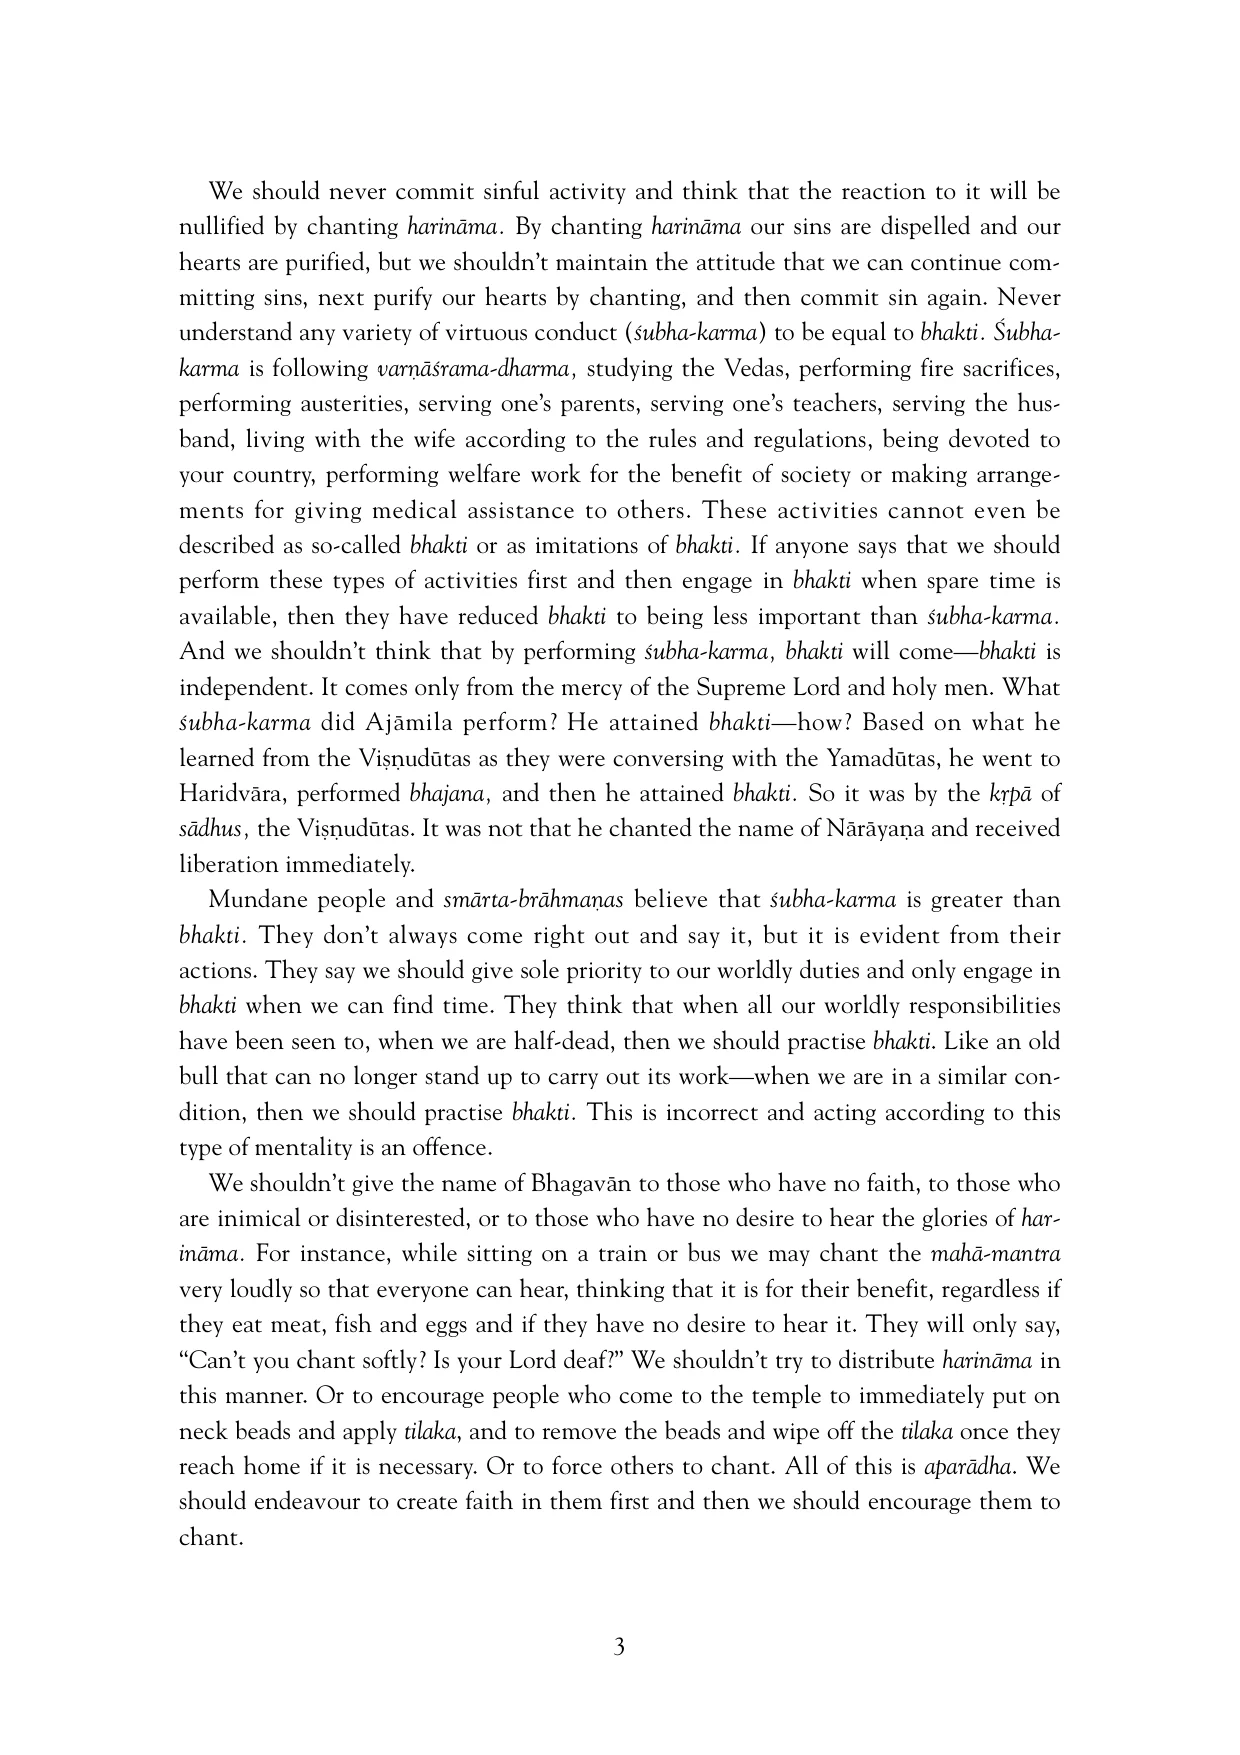 We should never commit sinful activity and think that the reaction to it will be
nullified by chanting harināma. By chanting harināma our sins are dispelled and our
hearts are purified, but we shouldn’t maintain the attitude that we can continue com-
mitting sins, next purify our hearts by chanting, and then commit sin again. Never
understand any variety of virtuous conduct (śubha-karma) to be equal to bhakti. Śubha-
karma is following varṇāśrama-dharma, studying the Vedas, performing fire sacrifices,
performing austerities, serving one’s parents, serving one’s teachers, serving the hus-
band, living with the wife according to the rules and regulations, being devoted to
your country, performing welfare work for the benefit of society or making arrange-
ments for giving medical assistance to others. These activities cannot even be
described as so-called bhakti or as imitations of bhakti. If anyone says that we should
perform these types of activities first and then engage in bhakti when spare time is
available, then they have reduced bhakti to being less important than śubha-karma.
And we shouldn’t think that by performing śubha-karma, bhakti will come—bhakti is
independent. It comes only from the mercy of the Supreme Lord and holy men. What
śubha-karma did Ajāmila perform? He attained bhakti—how? Based on what he
learned from the Viṣṇudūtas as they were conversing with the Yamadūtas, he went to
Haridvāra, performed bhajana, and then he attained bhakti. So it was by the kṛpā of
sādhus, the Viṣṇudūtas. It was not that he chanted the name of Nārāyaṇa and received
liberation immediately.
Mundane people and smārta-brāhmaṇas believe that śubha-karma is greater than
bhakti. They don’t always come right out and say it, but it is evident from their
actions. They say we should give sole priority to our worldly duties and only engage in
bhakti when we can find time. They think that when all our worldly responsibilities
have been seen to, when we are half-dead, then we should practise bhakti. Like an old
bull that can no longer stand up to carry out its work—when we are in a similar con-
dition, then we should practise bhakti. This is incorrect and acting according to this
type of mentality is an offence.
We shouldn’t give the name of Bhagavān to those who have no faith, to those who
are inimical or disinterested, or to those who have no desire to hear the glories of har-
ināma. For instance, while sitting on a train or bus we may chant the mahā-mantra
very loudly so that everyone can hear, thinking that it is for their benefit, regardless if
they eat meat, fish and eggs and if they have no desire to hear it. They will only say,
“Can’t you chant softly? Is your Lord deaf?” We shouldn’t try to distribute harināma in
this manner. Or to encourage people who come to the temple to immediately put on
neck beads and apply tilaka, and to remove the beads and wipe off the tilaka once they
reach home if it is necessary. Or to force others to chant. All of this is aparādha. We
should endeavour to create faith in them first and then we should encourage them to
chant.
3